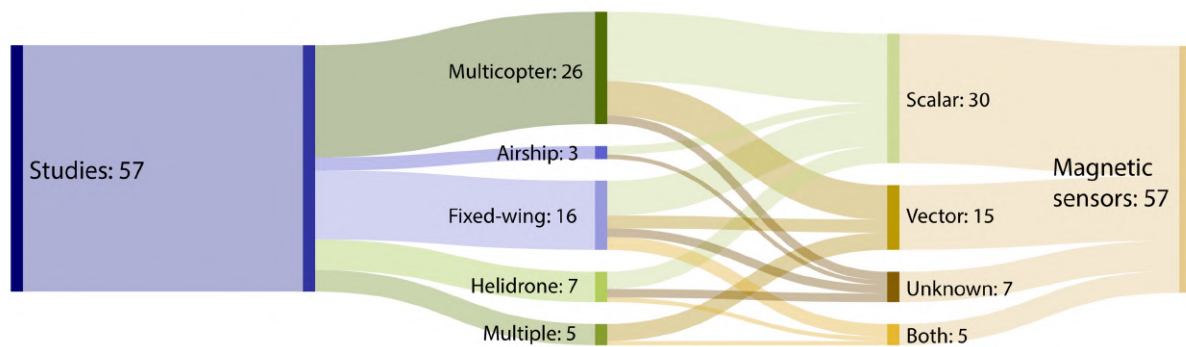 Studies: 57
Multicopter: 26
Airship: 3
Fixed-wing: 16
Helidrone: 7
Multiple: 5
Scalar: 30
Vector: 15
Unknown: 7
Both: 5
Magnetic
sensors: 57